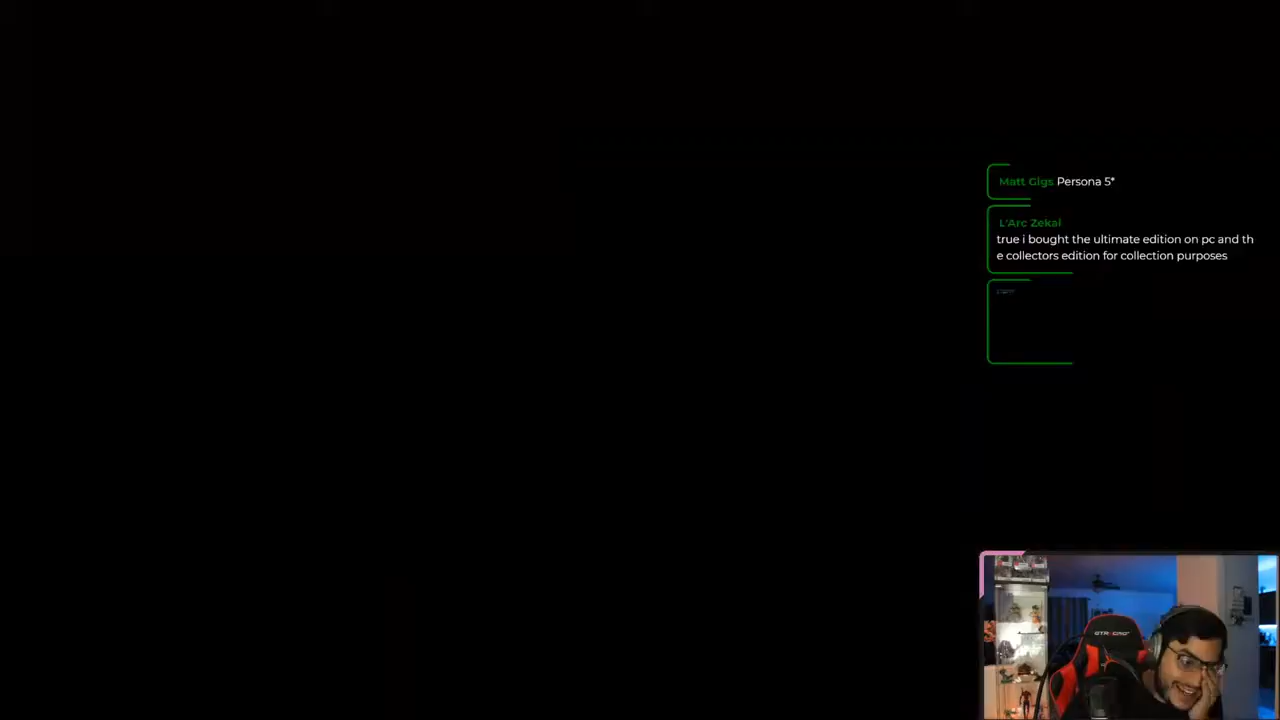 Matt Gigs Persona 5*
L'Arc Zekai
true i bought the ultimate edition on pc and th
e collectors edition for collection purposes
GTRACING